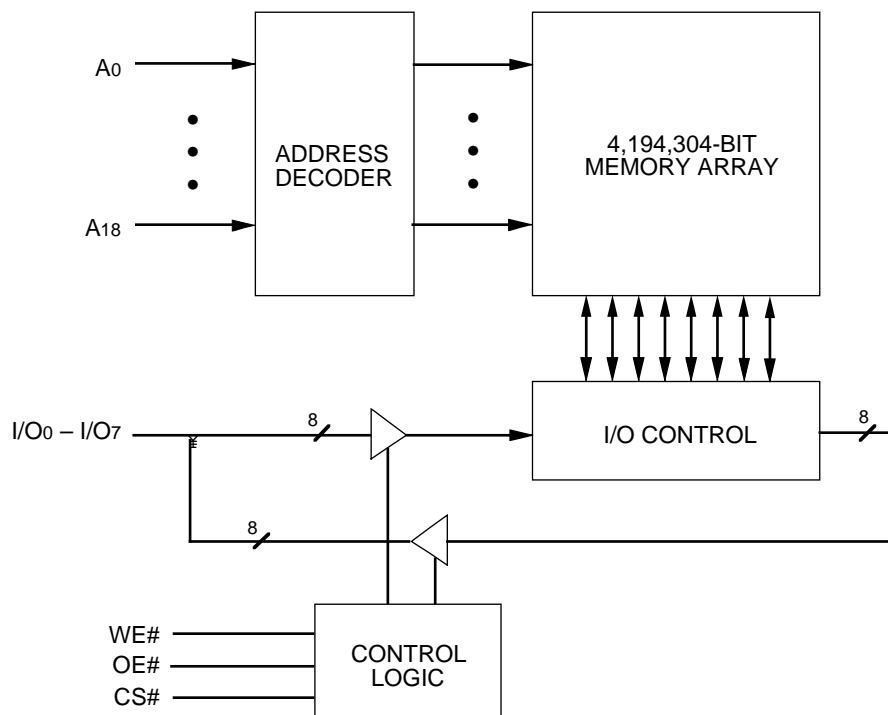 A0
A18
ADDRESS
DECODER
4,194,304-BIT
MEMORY ARRAY
I/O0 – I/O7
8
I/O CONTROL
8
8
WE#
OE#
CS#
CONTROL
LOGIC